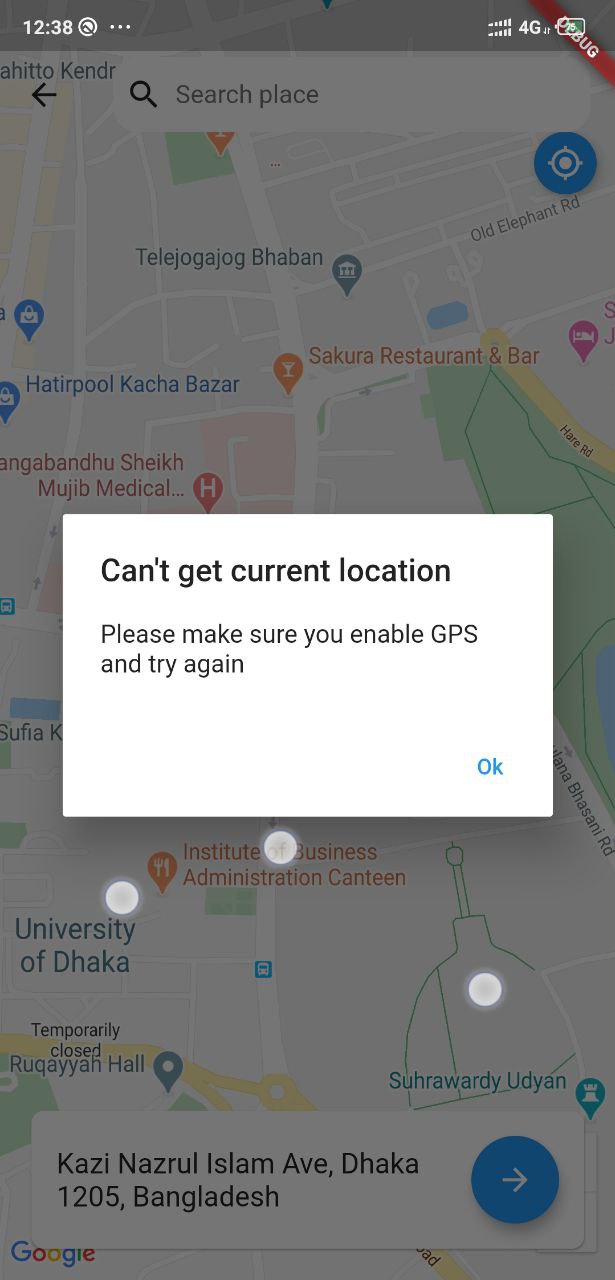 12:38
4G
DEBUG
ahitto Kendr
Search place
Old Elephant Rd
Telejogajog Bhaban
a
S
J
Sakura Restaurant & Bar
Hatirpool Kacha Bazar
Hare Rd
angabandhu Sheikh
Mujib Medical...
H
Can't get current location
Please make sure you enable GPS
and try again
Ok
Sufia K
ulana Bhasani Rd
Institute of Business
Administration Canteen
University
of Dhaka
Temporarily
closed
Ruqayyah Hall
Suhrawardy Udyan
Kazi Nazrul Islam Ave, Dhaka
1205, Bangladesh
Google
oad